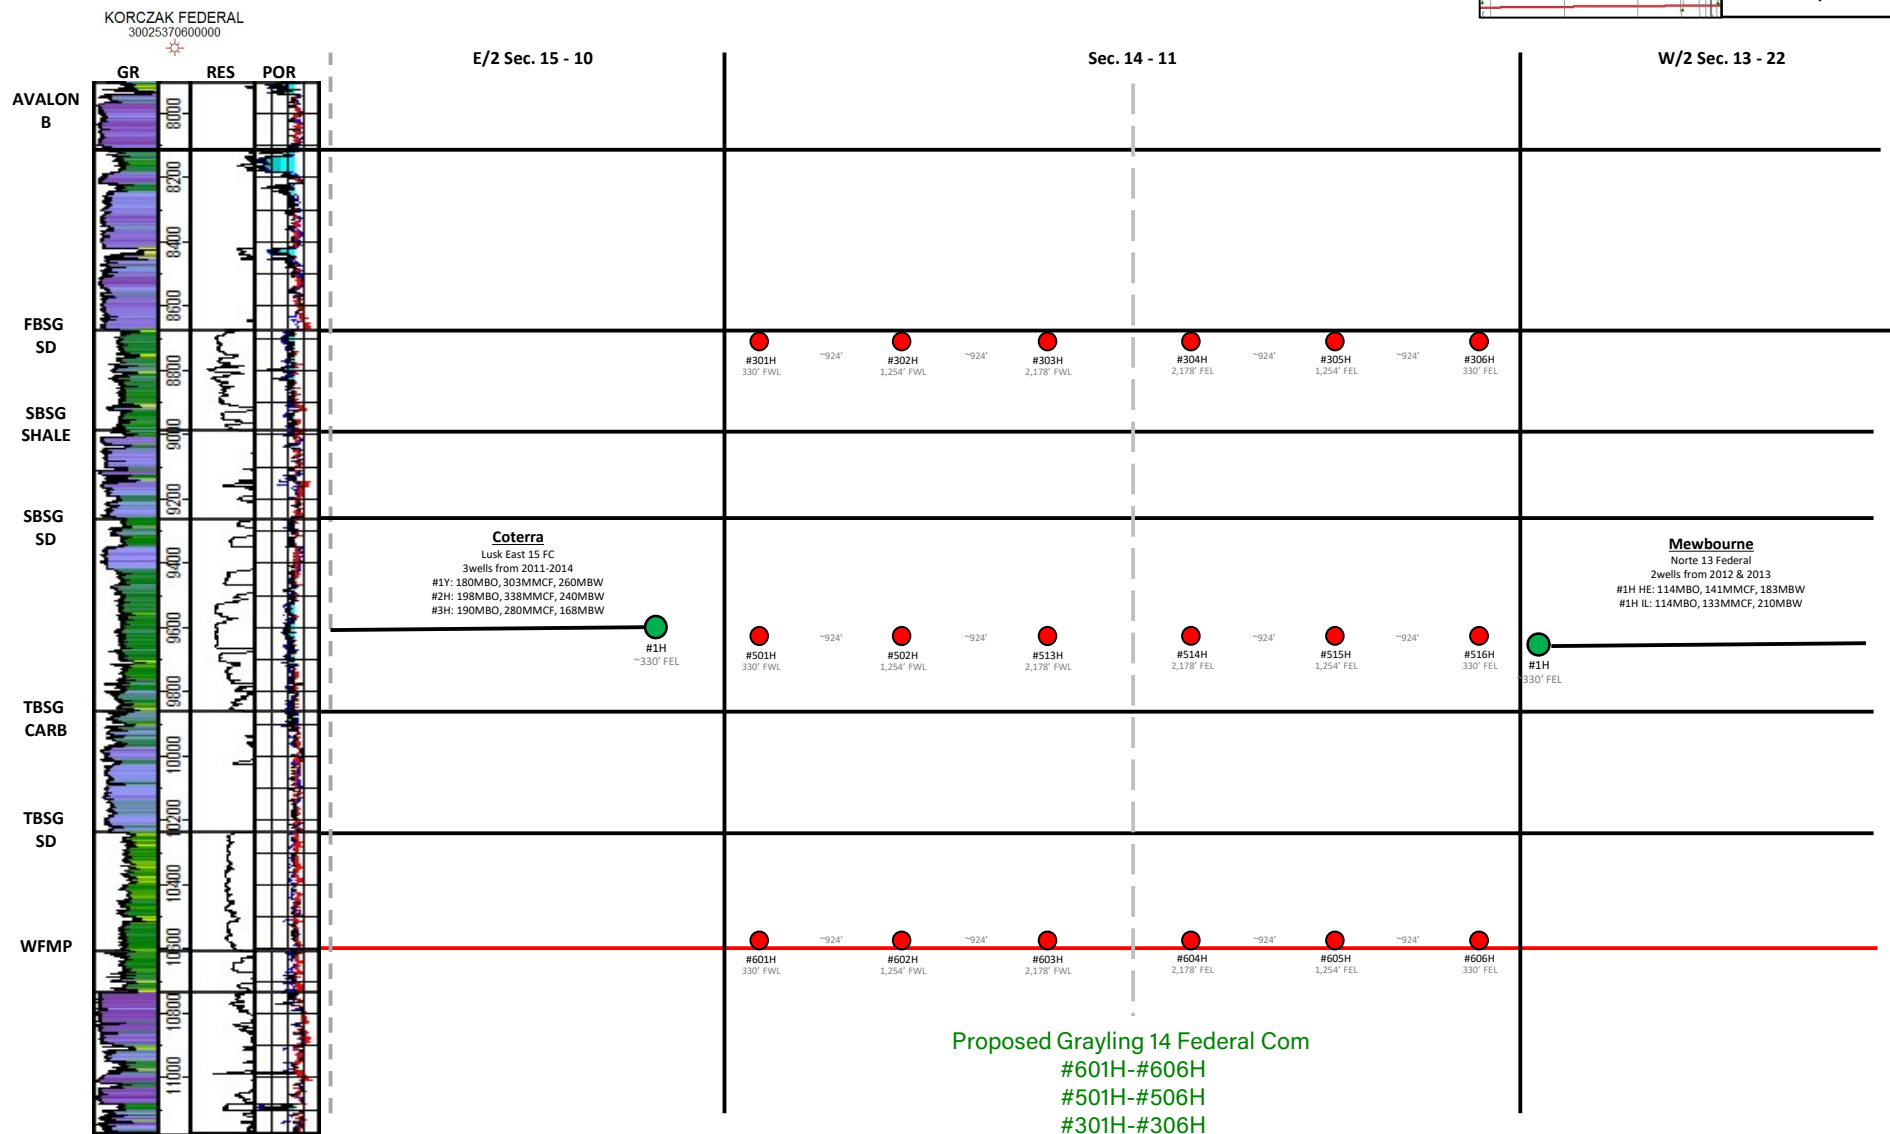 KORCZAK FEDERAL
30025370600000
GR RES POR
E/2 Sec. 15 - 10
Sec. 14 - 11
W/2 Sec. 13 - 22
AVALON
B
8000
8200
8400
8600
FBSG
SD
#301H
330' FWL
~924'
#302H
1,254' FWL
~924'
#303H
2,178' FWL
#304H
2,178' FEL
~924'
#305H
1,254' FEL
~924'
#306H
330' FEL
8800
SBSG
SHALE
9000
9200
SBSG
SD
9400
Coterra
Lusk East 15 FC
3wells from 2011-2014
#1Y: 180MBO, 303MMCF, 260MBW
#2H: 198MBO, 338MMCF, 240MBW
#3H: 190MBO, 280MMCF, 168MBW
#1H
~330' FEL
Mewbourne
Norte 13 Federal
2wells from 2012 & 2013
#1H HE: 114MBO, 141MMCF, 183MBW
#1H IL: 114MBO, 133MMCF, 210MBW
#1H
~330' FEL
9600
#501H
330' FWL
~924'
#502H
1,254' FWL
~924'
#513H
2,178' FWL
#514H
2,178' FEL
~924'
#515H
1,254' FEL
~924'
#516H
330' FEL
9800
TBSG
CARB
10000
10200
TBSG
SD
10400
WFMP
10600
#601H
330' FWL
~924'
#602H
1,254' FWL
~924'
#603H
2,178' FWL
#604H
2,178' FEL
~924'
#605H
1,254' FEL
~924'
#606H
330' FEL
10800
11000
Proposed Grayling 14 Federal Com
#601H-#606H
#501H-#506H
#301H-#306H